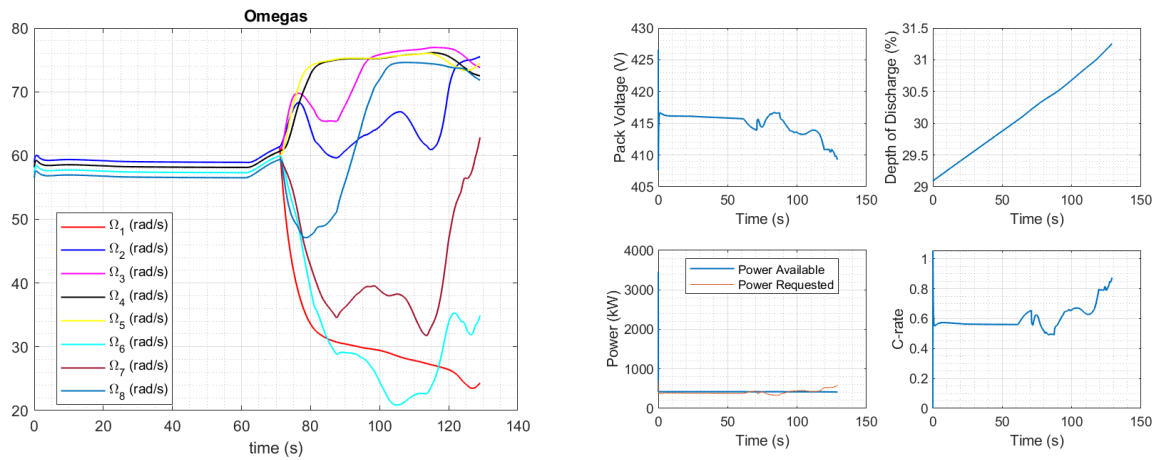 Omegas
80
70
60
50
40
30
20
0 20 40 60 80 100 120 140
time (s)
Ω1 (rad/s)
Ω2 (rad/s)
Ω3 (rad/s)
Ω4 (rad/s)
Ω5 (rad/s)
Ω6 (rad/s)
Ω7 (rad/s)
Ω8 (rad/s)
Pack Voltage (V)
430
425
420
415
410
405
0 50 100 150
Time (s)
Depth of Discharge (%)
31.5
31
30.5
30
29.5
29
0 50 100 150
Time (s)
Power (kW)
4000
3000
2000
1000
0
0 50 100 150
Time (s)
Power Available
Power Requested
C-rate
1
0.8
0.6
0.4
0.2
0
0 50 100 150
Time (s)